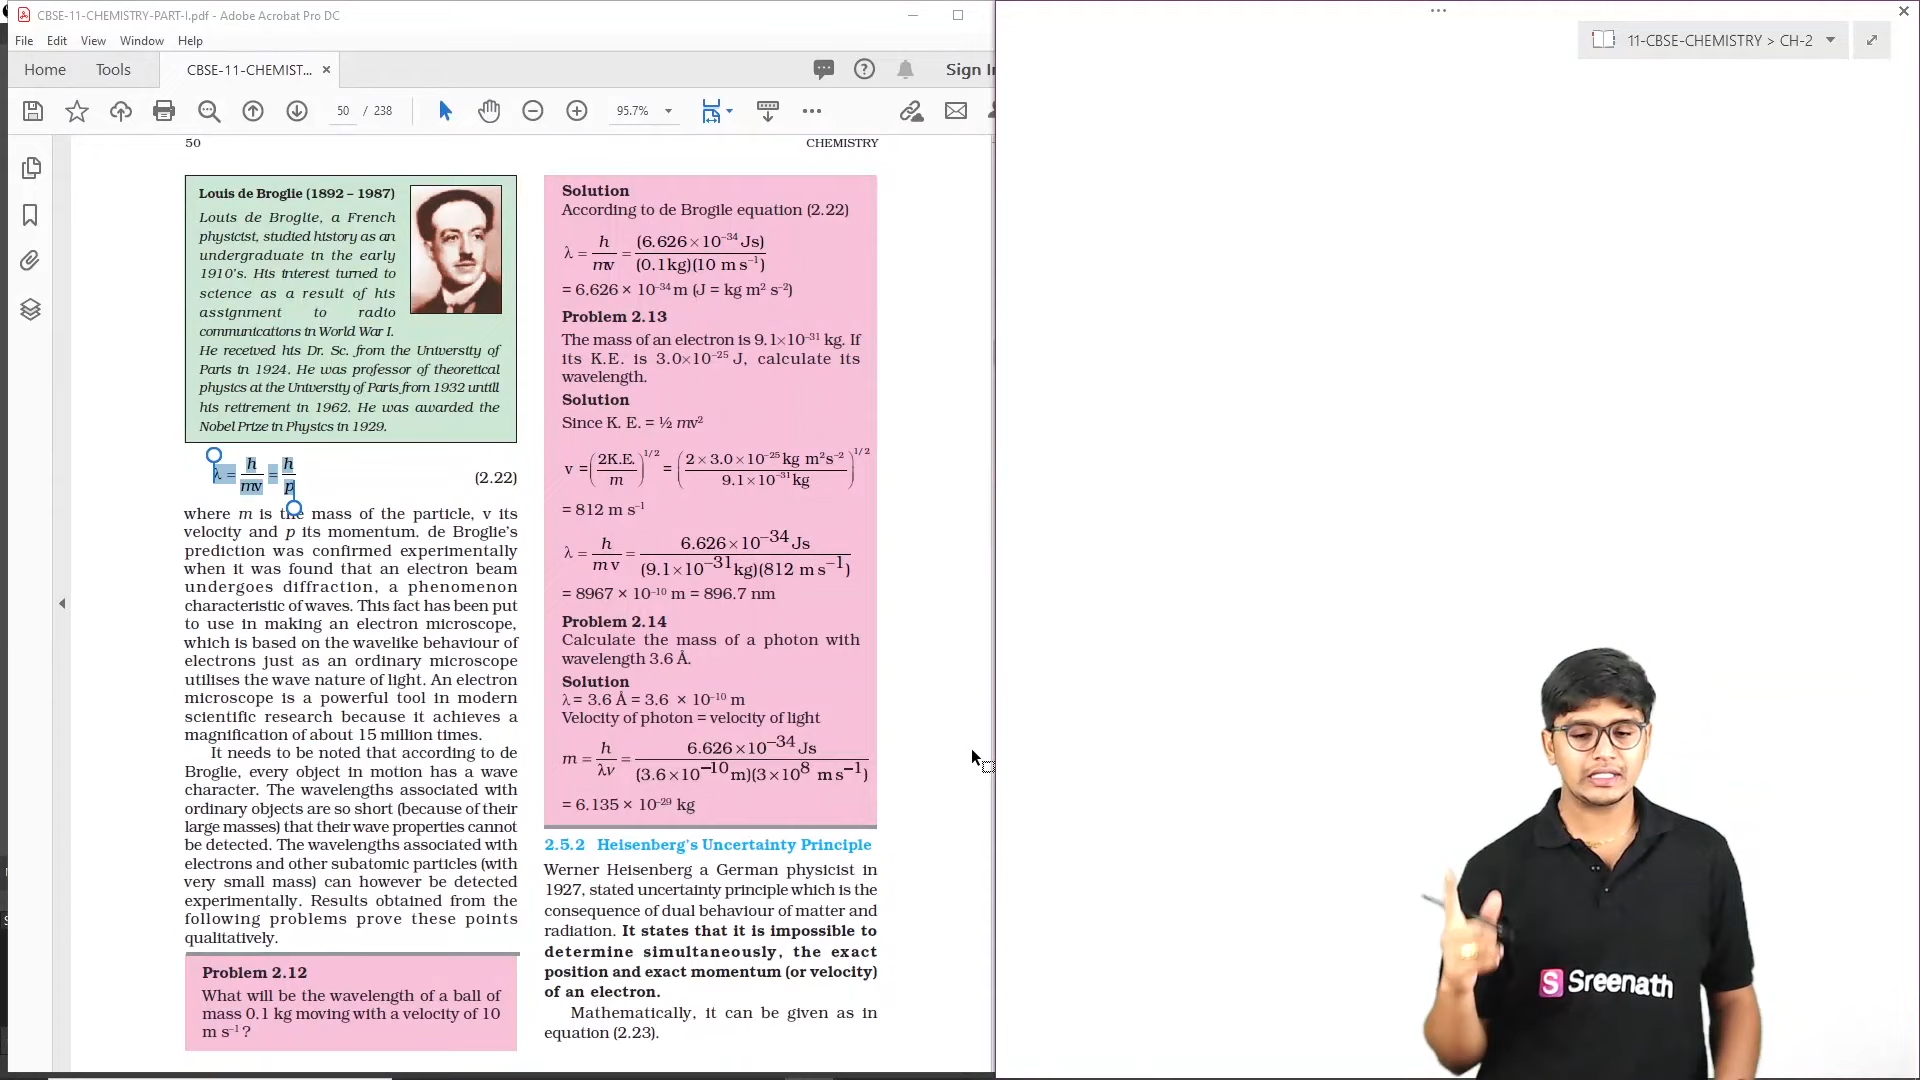 CBSE-11-CHEMISTRY-PART-I.pdf - Adobe Acrobat Pro DC
File Edit View Window Help
Home Tools CBSE-11-CHEMIST... × Sign In
50 / 238 95.7%
11-CBSE-CHEMISTRY > CH-2
50 CHEMISTRY
Louis de Broglie (1892 – 1987)
Louis de Broglie, a French
physicist, studied history as an
undergraduate in the early
1910's. His interest turned to
science as a result of his
assignment to radio
communications in World War I.
He received his Dr. Sc. from the University of
Paris in 1924. He was professor of theoretical
physics at the University of Paris from 1932 untill
his retirement in 1962. He was awarded the
Nobel Prize in Physics in 1929.
λ = h/mv = h/p (2.22)
where m is the mass of the particle, v its
velocity and p its momentum. de Broglie's
prediction was confirmed experimentally
when it was found that an electron beam
undergoes diffraction, a phenomenon
characteristic of waves. This fact has been put
to use in making an electron microscope,
which is based on the wavelike behaviour of
electrons just as an ordinary microscope
utilises the wave nature of light. An electron
microscope is a powerful tool in modern
scientific research because it achieves a
magnification of about 15 million times.
It needs to be noted that according to de
Broglie, every object in motion has a wave
character. The wavelengths associated with
ordinary objects are so short (because of their
large masses) that their wave properties cannot
be detected. The wavelengths associated with
electrons and other subatomic particles (with
very small mass) can however be detected
experimentally. Results obtained from the
following problems prove these points
qualitatively.
Problem 2.12
What will be the wavelength of a ball of
mass 0.1 kg moving with a velocity of 10
m s⁻¹ ?
Solution
According to de Brogile equation (2.22)
λ = h/mv = (6.626×10⁻³⁴ Js)/(0.1kg)(10 m s⁻¹)
= 6.626 × 10⁻³⁴ m (J = kg m² s⁻²)
Problem 2.13
The mass of an electron is 9.1×10⁻³¹ kg. If
its K.E. is 3.0×10⁻²⁵ J, calculate its
wavelength.
Solution
Since K. E. = ½ mv²
v = (2K.E./m)^1/2 = (2×3.0×10⁻²⁵ kg m²s⁻²/9.1×10⁻³¹ kg)^1/2
= 812 m s⁻¹
λ = h/m v = 6.626×10⁻³⁴ Js/(9.1×10⁻³¹ kg)(812 m s⁻¹)
= 8967 × 10⁻¹⁰ m = 896.7 nm
Problem 2.14
Calculate the mass of a photon with
wavelength 3.6 Å.
Solution
λ = 3.6 Å = 3.6 × 10⁻¹⁰ m
Velocity of photon = velocity of light
m = h/λν = 6.626×10⁻³⁴ Js/(3.6×10⁻¹⁰ m)(3×10⁸ m s⁻¹)
= 6.135 × 10⁻²⁹ kg
2.5.2 Heisenberg's Uncertainty Principle
Werner Heisenberg a German physicist in
1927, stated uncertainty principle which is the
consequence of dual behaviour of matter and
radiation. It states that it is impossible to
determine simultaneously, the exact
position and exact momentum (or velocity)
of an electron.
Mathematically, it can be given as in
equation (2.23).
S Sreenath